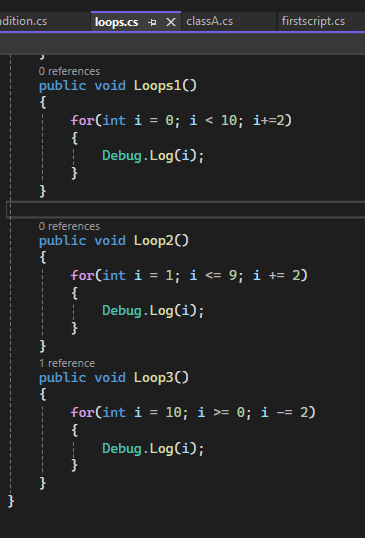 ndition.cs loops.cs classA.cs firstscript.cs
}
0 references
public void Loops1()
{
for(int i = 0; i < 10; i+=2)
{
Debug.Log(i);
}
}
0 references
public void Loop2()
{
for(int i = 1; i <= 9; i += 2)
{
Debug.Log(i);
}
}
1 reference
public void Loop3()
{
for(int i = 10; i >= 0; i -= 2)
{
Debug.Log(i);
}
}
}